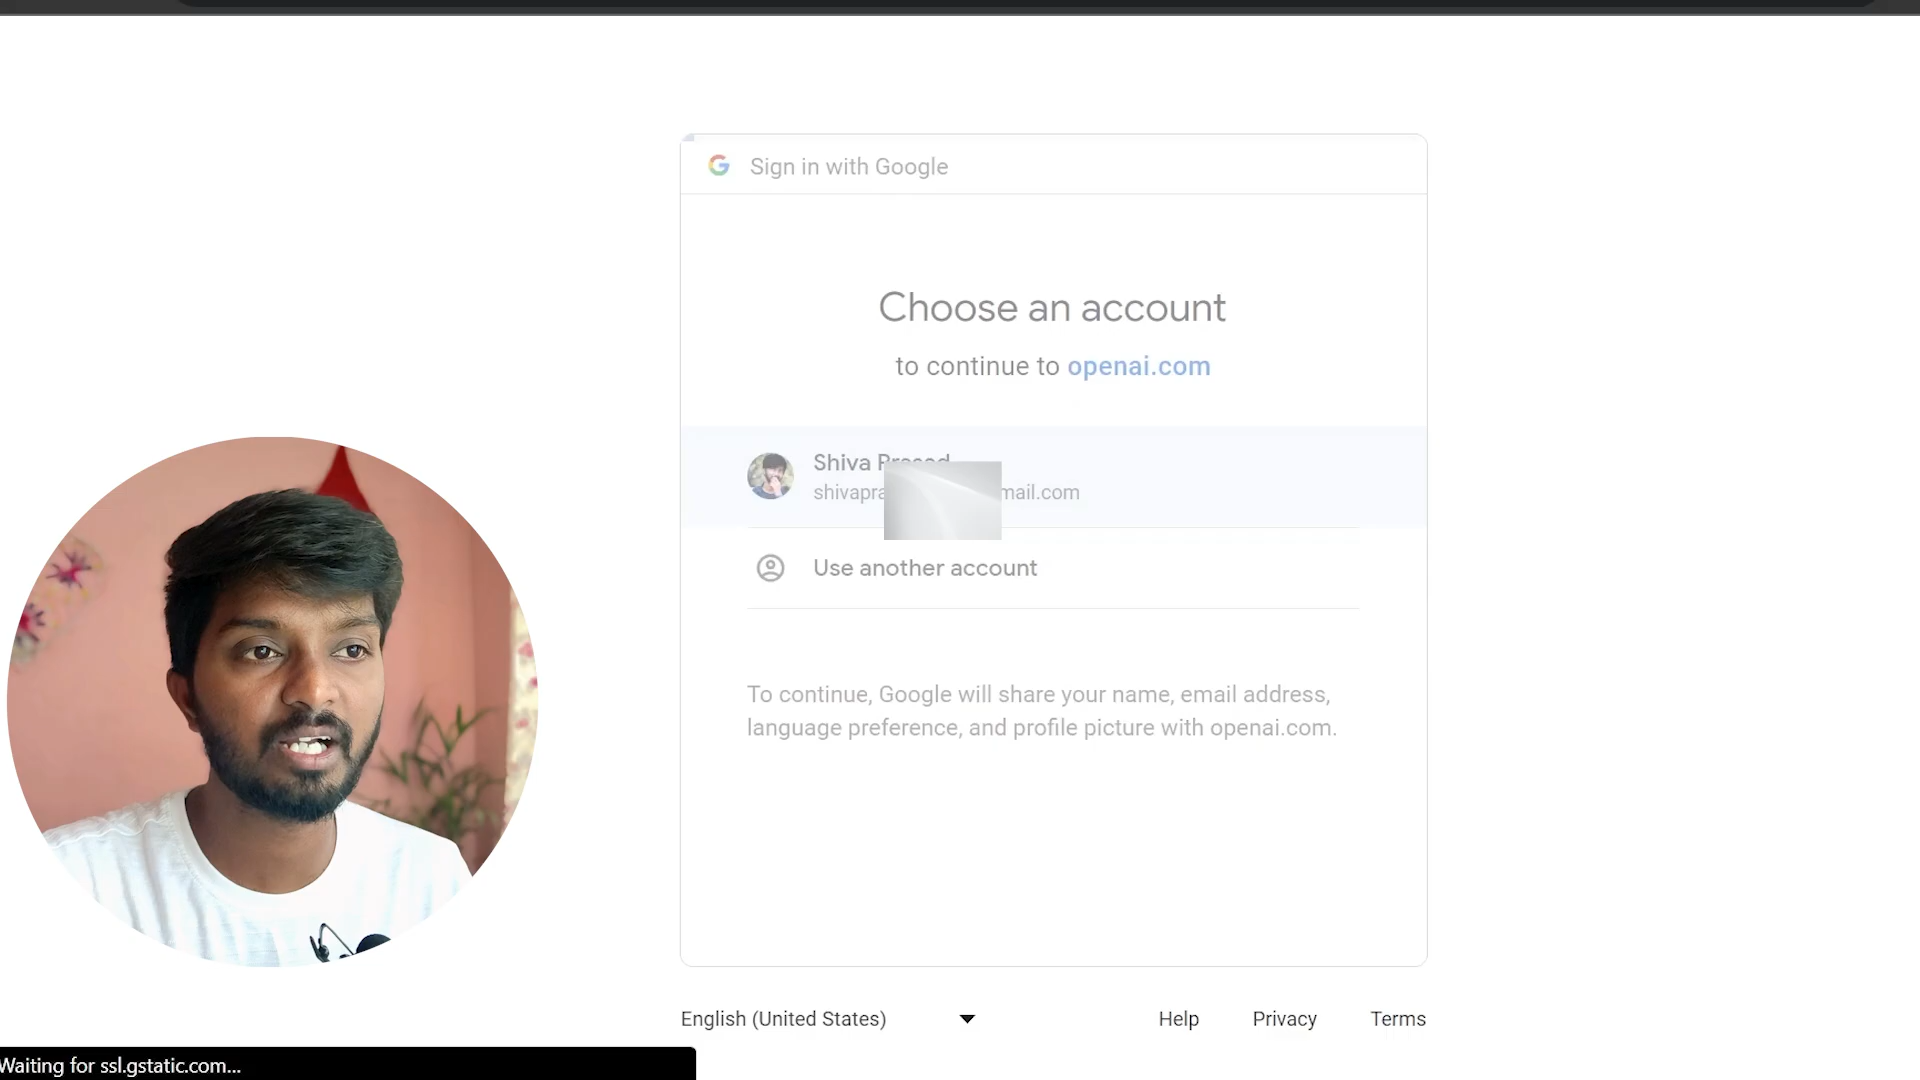 Sign in with Google
Choose an account
to continue to openai.com
Shiva Prasad
mail.com
Use another account
To continue, Google will share your name, email address,
language preference, and profile picture with openai.com.
English (United States)
Help
Privacy
Terms
Waiting for ssl.gstatic.com...